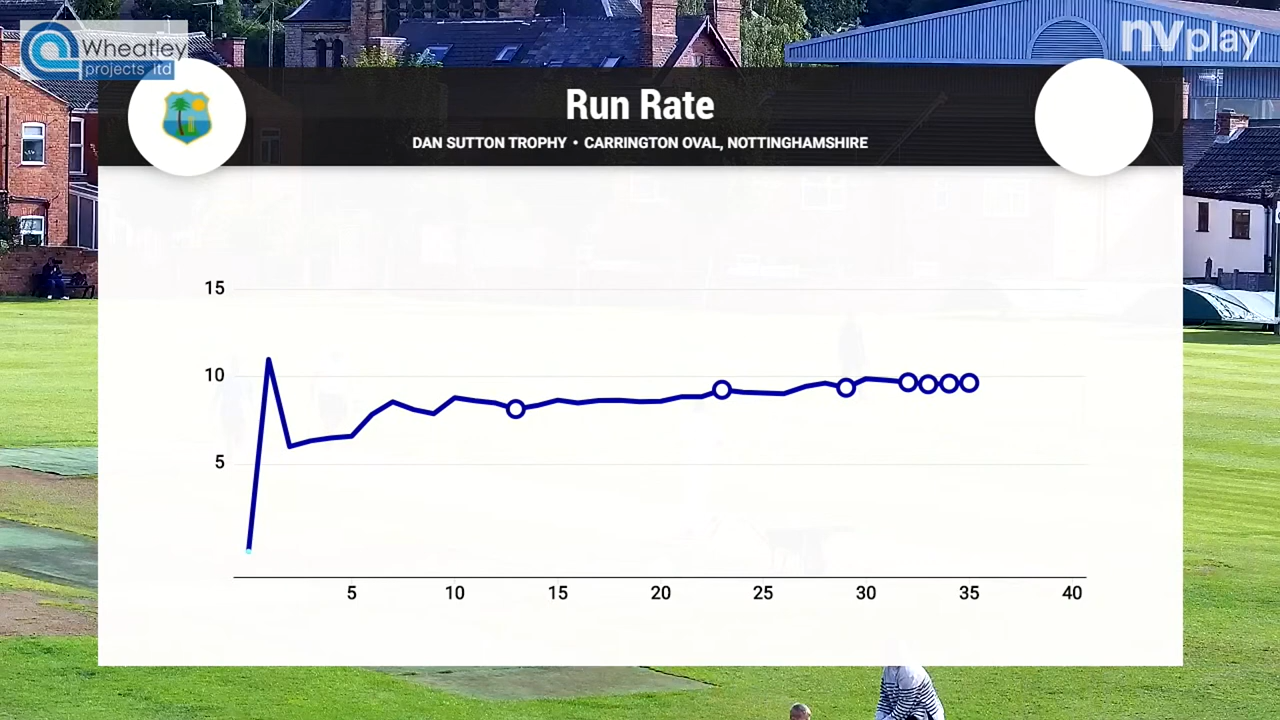 Wheatley
projects ltd
nvplay
Run Rate
DAN SUTTON TROPHY • CARRINGTON OVAL, NOTTINGHAMSHIRE
15
10
5
5 10 15 20 25 30 35 40